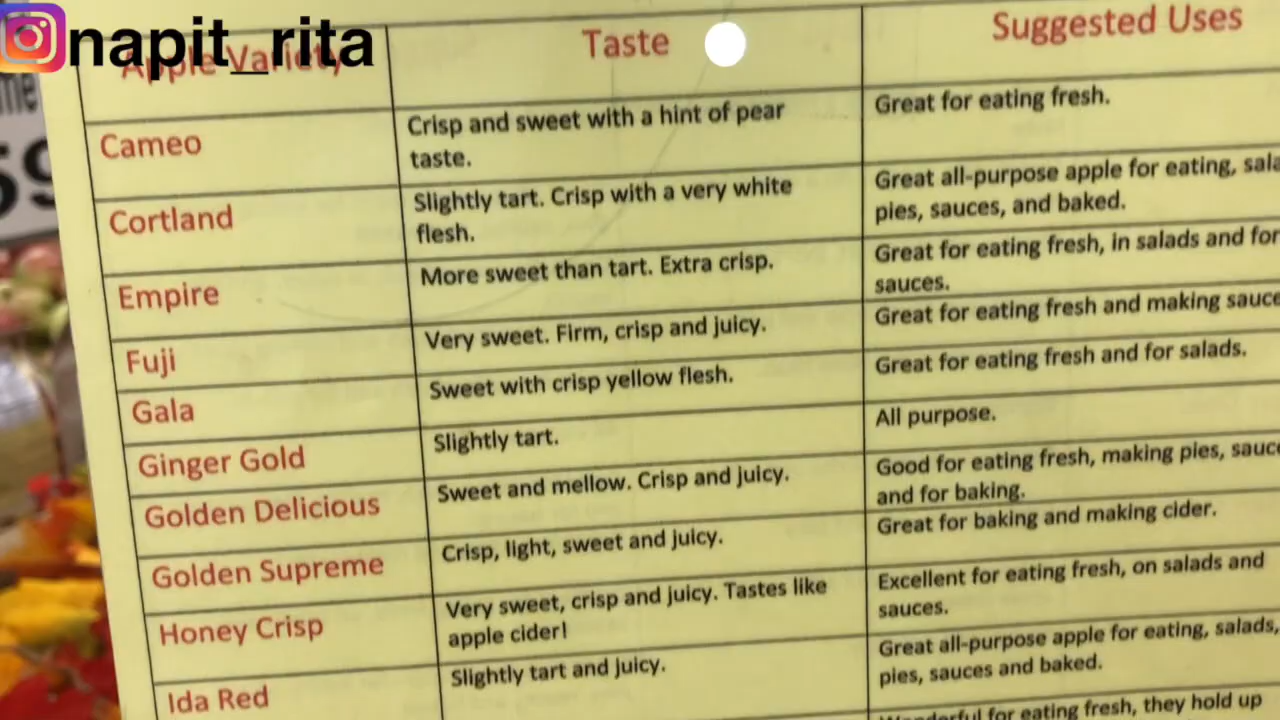 napit_rita
Apple Variety
Taste
Suggested Uses
Cameo
Crisp and sweet with a hint of pear
taste.
Great for eating fresh.
Cortland
Slightly tart. Crisp with a very white
flesh.
Great all-purpose apple for eating,
pies, sauces, and baked.
Empire
More sweet than tart. Extra crisp.
Great for eating fresh, in salads and for
sauces.
Fuji
Very sweet. Firm, crisp and juicy.
Great for eating fresh and making
Gala
Sweet with crisp yellow flesh.
Great for eating fresh and for salads.
Ginger Gold
Slightly tart.
All purpose.
Golden Delicious
Sweet and mellow. Crisp and juicy.
Good for eating fresh, making pies,
and for baking.
Golden Supreme
Crisp, light, sweet and juicy.
Great for baking and making cider.
Honey Crisp
Very sweet, crisp and juicy. Tastes like
apple cider!
Excellent for eating fresh, on salads and
sauces.
Ida Red
Slightly tart and juicy.
Great all-purpose apple for eating, salads,
pies, sauces and baked.
Wonderful for eating fresh, they hold up